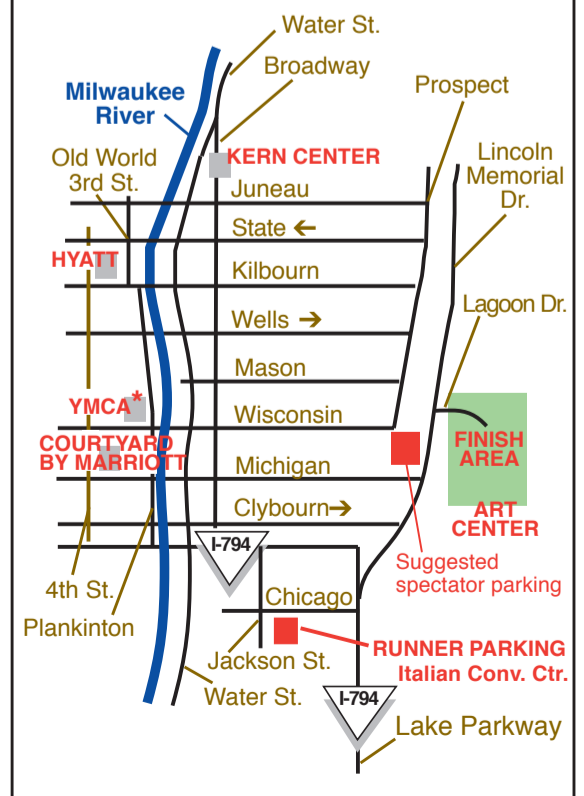 Water St.
Broadway
Prospect
Milwaukee
River
Old World
3rd St.
KERN CENTER
Lincoln
Memorial
Dr.
Juneau
State ←
HYATT
Kilbourn
Lagoon Dr.
Wells →
Mason
YMCA*
Wisconsin
COURTYARD
BY MARRIOTT
FINISH
AREA
Michigan
Clybourn→
ART
CENTER
I-794
Suggested
spectator parking
4th St.
Chicago
Plankinton
RUNNER PARKING
Italian Conv. Ctr.
Jackson St.
Water St.
I-794
Lake Parkway